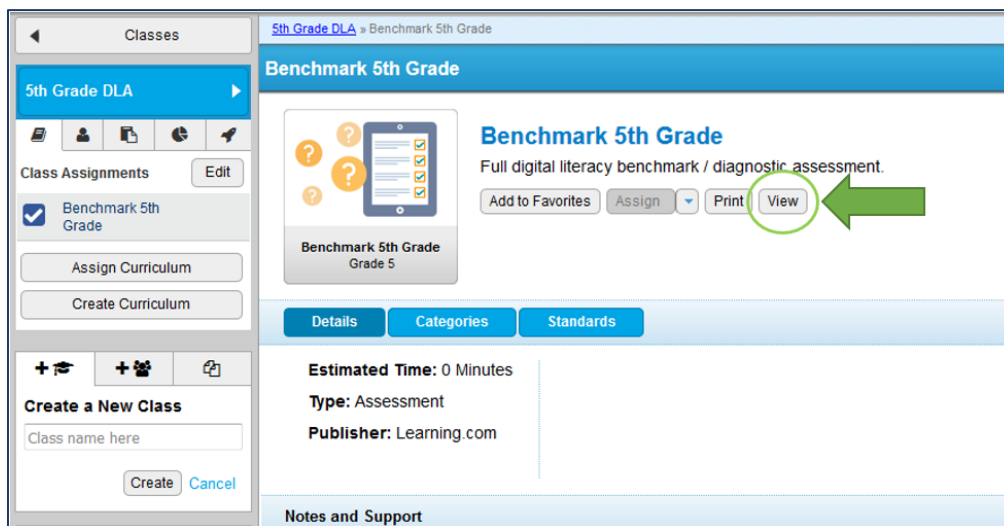 Classes
5th Grade DLA
Class Assignments
Edit
Benchmark 5th
Grade
Assign Curriculum
Create Curriculum
Create a New Class
Class name here
Create
Cancel
5th Grade DLA » Benchmark 5th Grade
Benchmark 5th Grade
Benchmark 5th Grade
Grade 5
Benchmark 5th Grade
Full digital literacy benchmark / diagnostic assessment.
Add to Favorites
Assign
Print
View
Details
Categories
Standards
Estimated Time: 0 Minutes
Type: Assessment
Publisher: Learning.com
Notes and Support